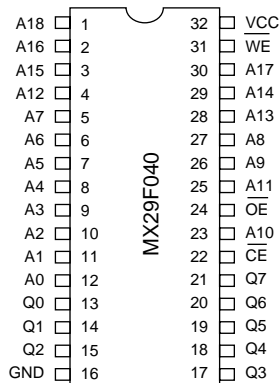 A18 1 32 VCC
A16 2 31 WE
A15 3 30 A17
A12 4 29 A14
A7 5 28 A13
A6 6 27 A8
A5 7 26 A9
A4 8 25 A11
A3 9 24 OE
A2 10 23 A10
A1 11 22 CE
A0 12 21 Q7
Q0 13 20 Q6
Q1 14 19 Q5
Q2 15 18 Q4
GND 16 17 Q3
MX29F040